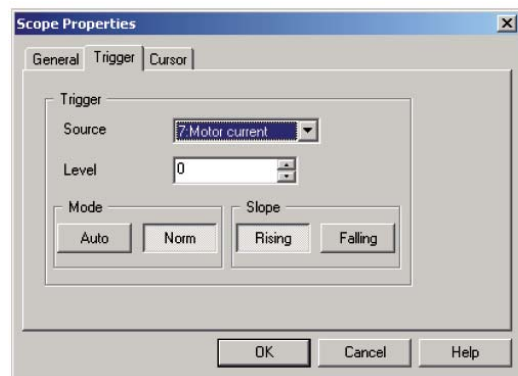 Scope Properties
General Trigger Cursor
Trigger
Source 7:Motor current
Level 0
Mode Slope
Auto Norm Rising Falling
OK Cancel Help